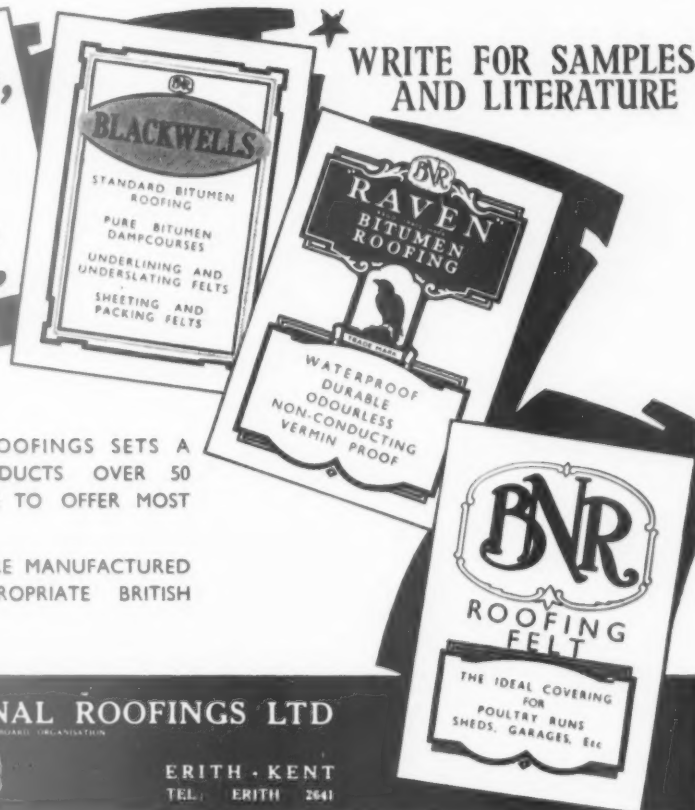 WRITE FOR SAMPLES
AND LITERATURE
BNR
BLACKWELLS
STANDARD BITUMEN
ROOFING
PURE BITUMEN
DAMPCOURSES
UNDERLINING AND
UNDERSLATING FELTS
SHEETING AND
PACKING FELTS
BNR
"RAVEN"
BITUMEN
ROOFING
TRADE MARK
WATERPROOF
DURABLE
ODOURLESS
NON-CONDUCTING
VERMIN PROOF
BNR
ROOFING
FELT
THE IDEAL COVERING
FOR
POULTRY RUNS
SHEDS, GARAGES, Etc
OOFINGS SETS A
DUCTS OVER 50
TO OFFER MOST
E MANUFACTURED
ROPRIATE BRITISH
NAL ROOFINGS LTD
BOARD ORGANISATION
ERITH · KENT
TEL: ERITH 2641